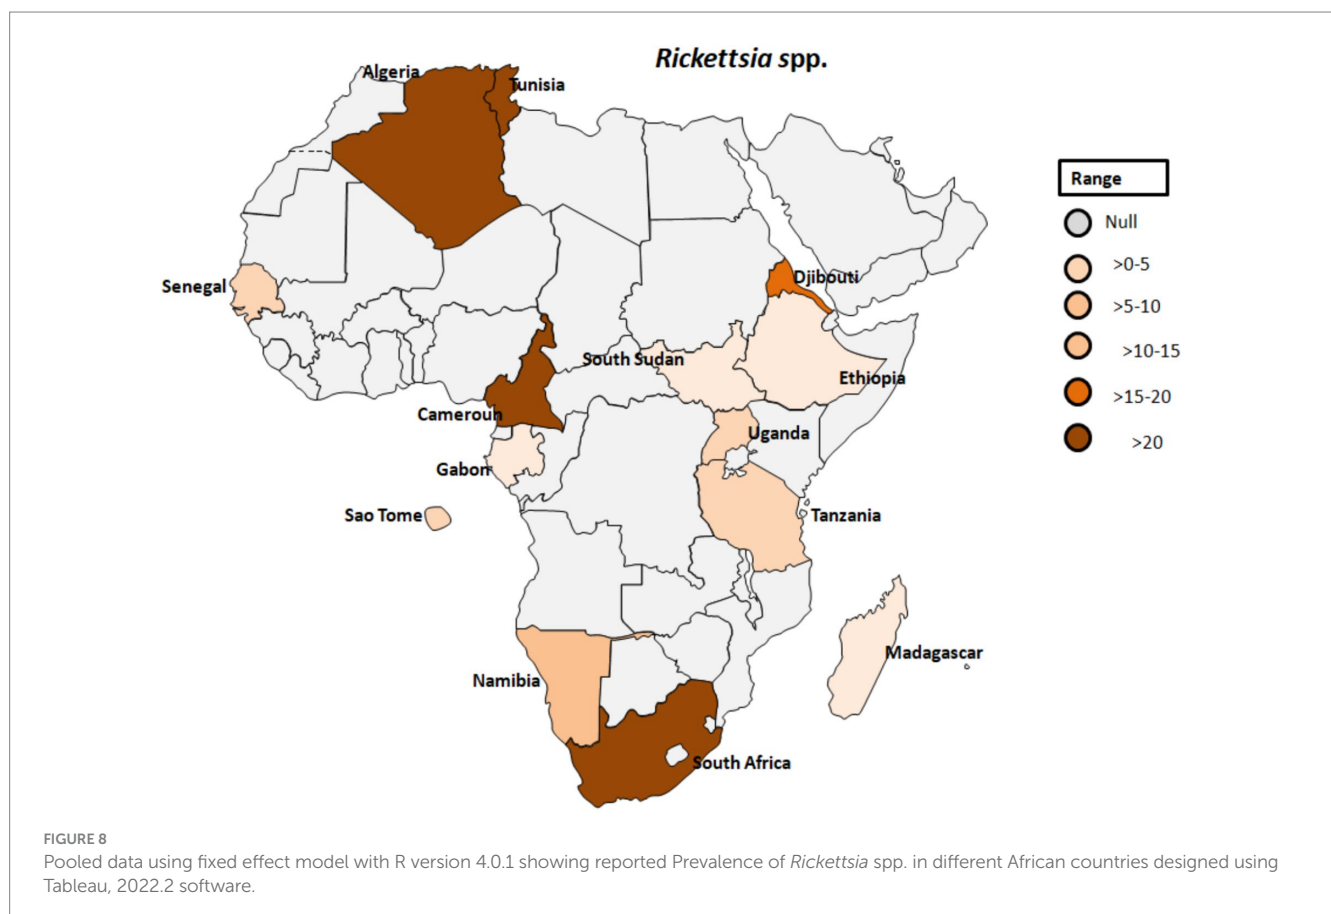 Rickettsia spp.
Algeria
Tunisia
Range
Null
>0-5
>5-10
>10-15
>15-20
>20
Senegal
Djibouti
South Sudan
Ethiopia
Cameroun
Uganda
Gabon
Sao Tome
Tanzania
Madagascar
Namibia
South Africa
FIGURE 8
Pooled data using fixed effect model with R version 4.0.1 showing reported Prevalence of Rickettsia spp. in different African countries designed using
Tableau, 2022.2 software.